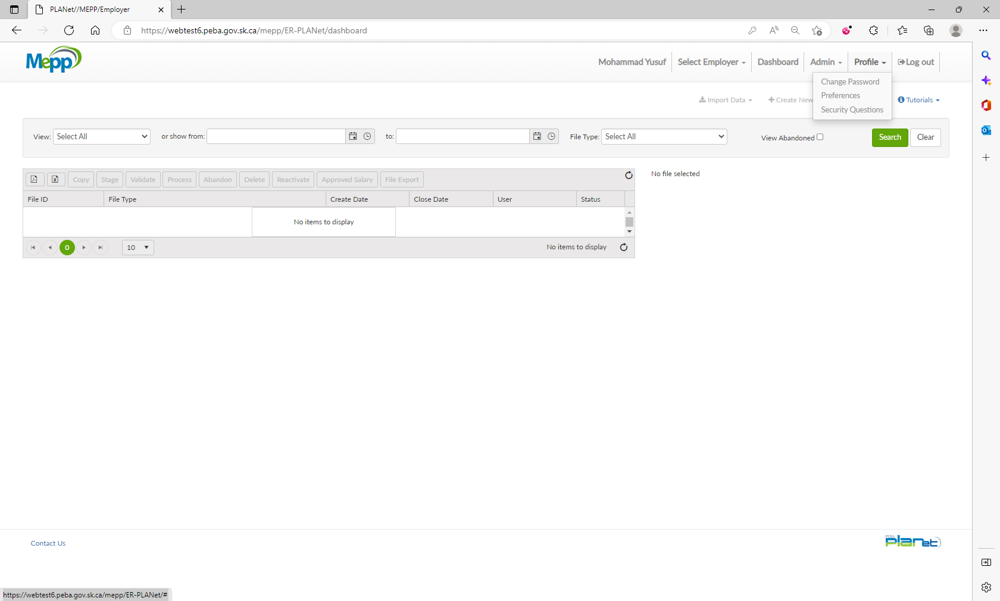 PLANet//MEPP/Employer
https://webtest6.peba.gov.sk.ca/mepp/ER-PLANet/dashboard
Mepp
Mohammad Yusuf
Select Employer
Dashboard
Admin
Profile
Log out
Change Password
Preferences
Security Questions
Import Data
Create New
Tutorials
View: Select All
or show from:
to:
File Type: Select All
View Abandoned
Search
Clear
Copy
Stage
Validate
Process
Abandon
Delete
Reactivate
Approved Salary
File Export
No file selected
File ID
File Type
Create Date
Close Date
User
Status
No items to display
0
10
No items to display
Contact Us
PEBA
planet
https://webtest6.peba.gov.sk.ca/mepp/ER-PLANet/#